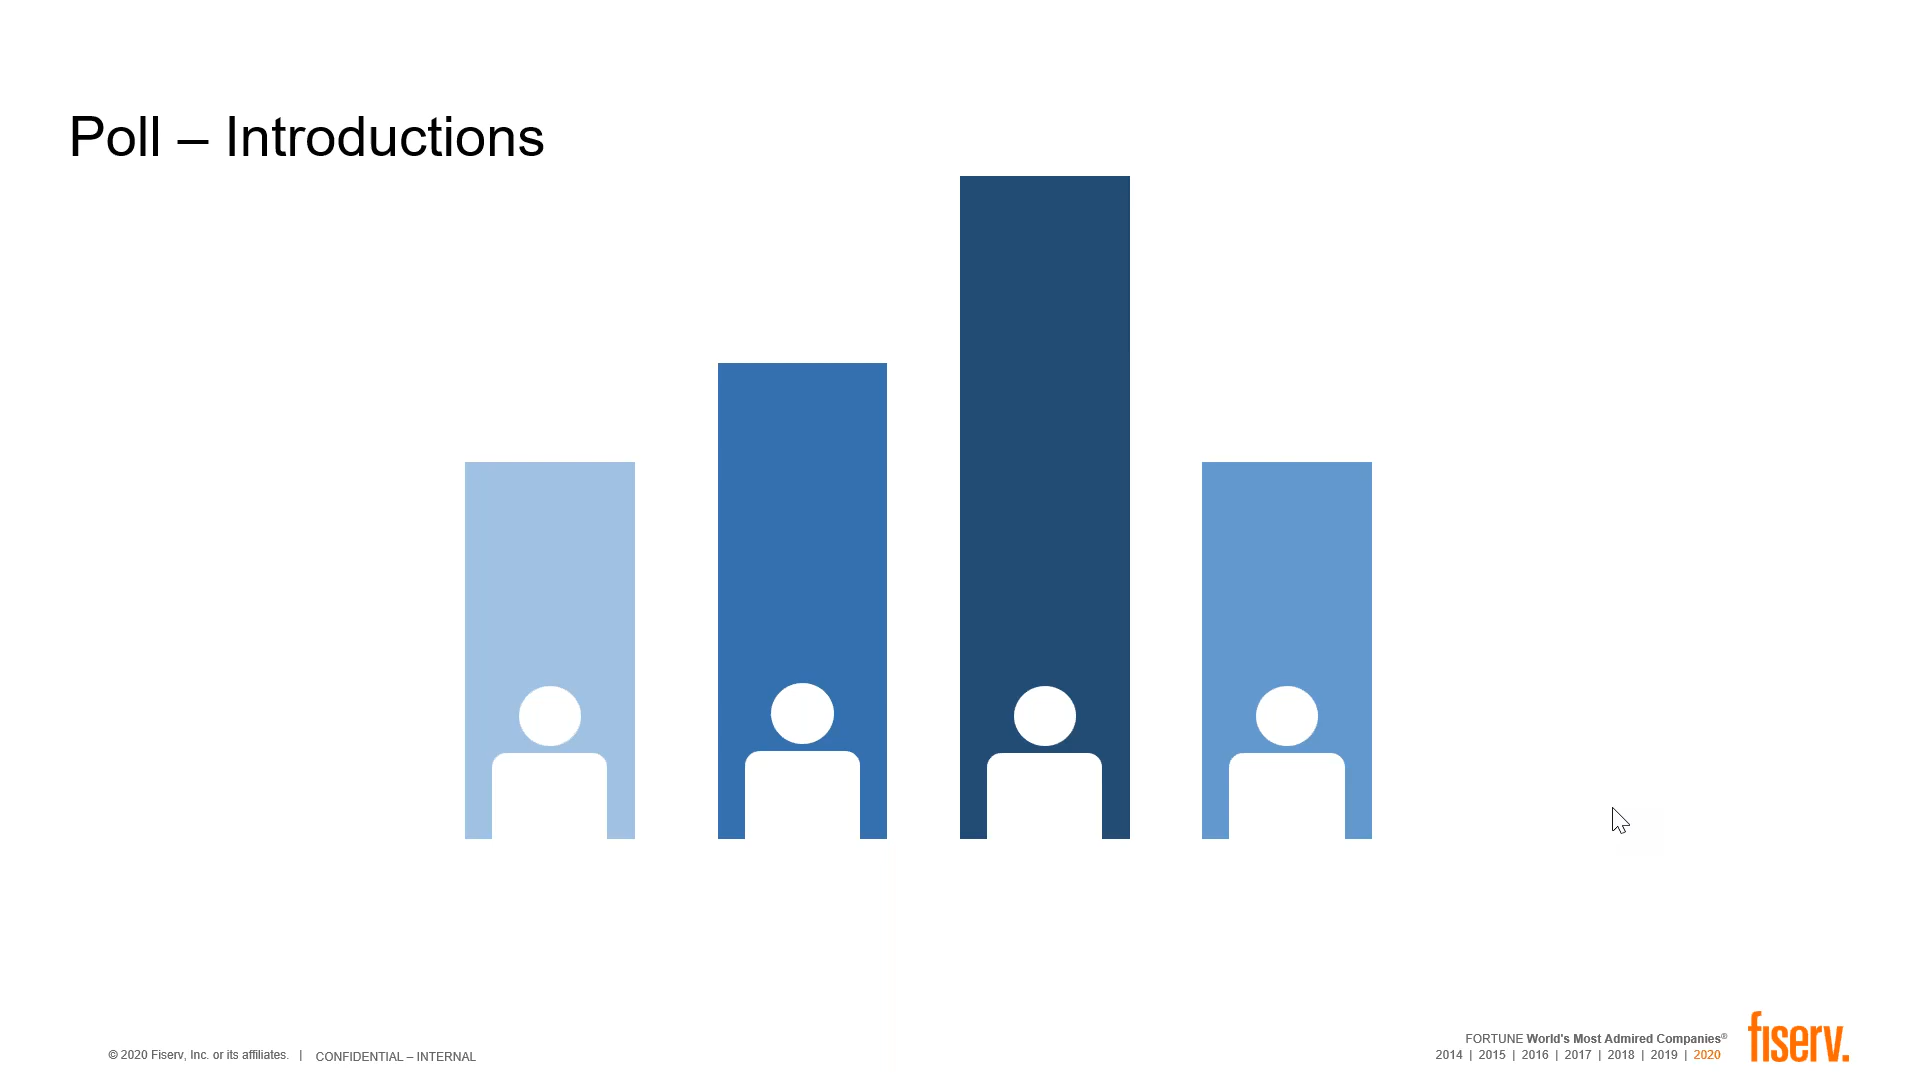 Poll – Introductions
© 2020 Fiserv, Inc. or its affiliates. | CONFIDENTIAL – INTERNAL
FORTUNE World's Most Admired Companies®
2014 | 2015 | 2016 | 2017 | 2018 | 2019 | 2020
fiserv.